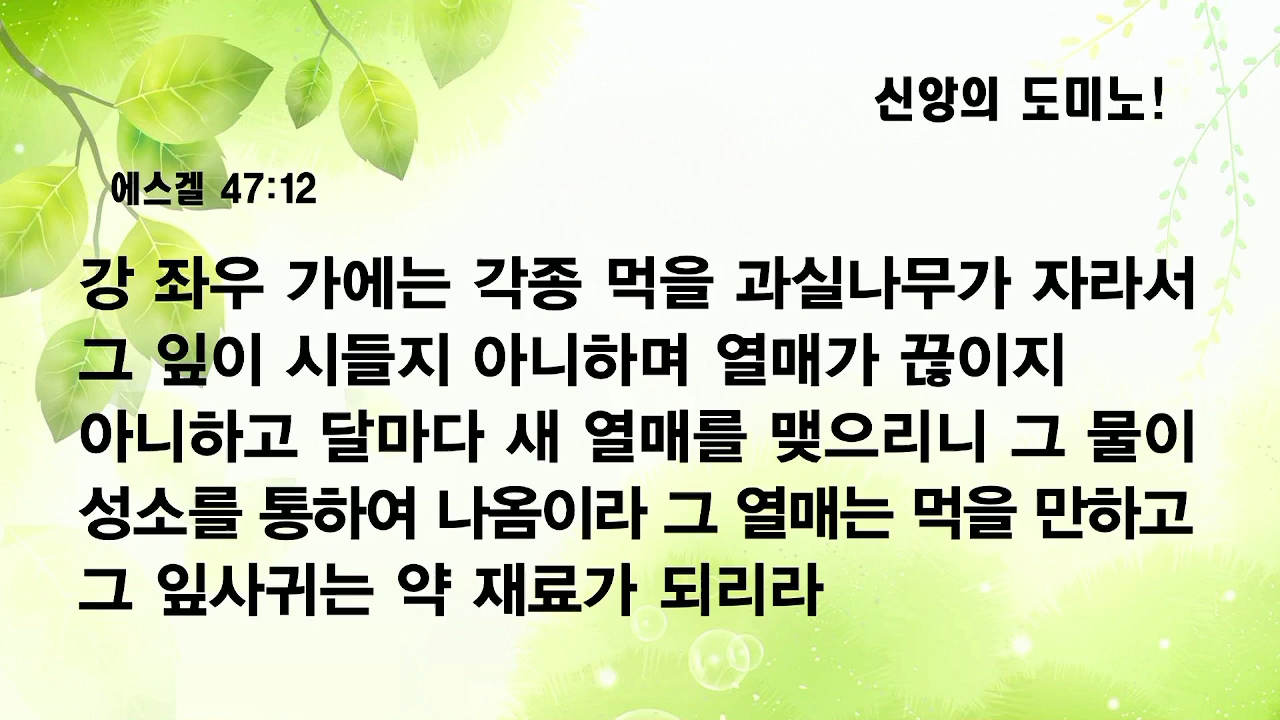 신앙의 도미노!
에스겔 47:12
강 좌우 가에는 각종 먹을 과실나무가 자라서
그 잎이 시들지 아니하며 열매가 끊이지
아니하고 달마다 새 열매를 맺으리니 그 물이
성소를 통하여 나옴이라 그 열매는 먹을 만하고
그 잎사귀는 약 재료가 되리라